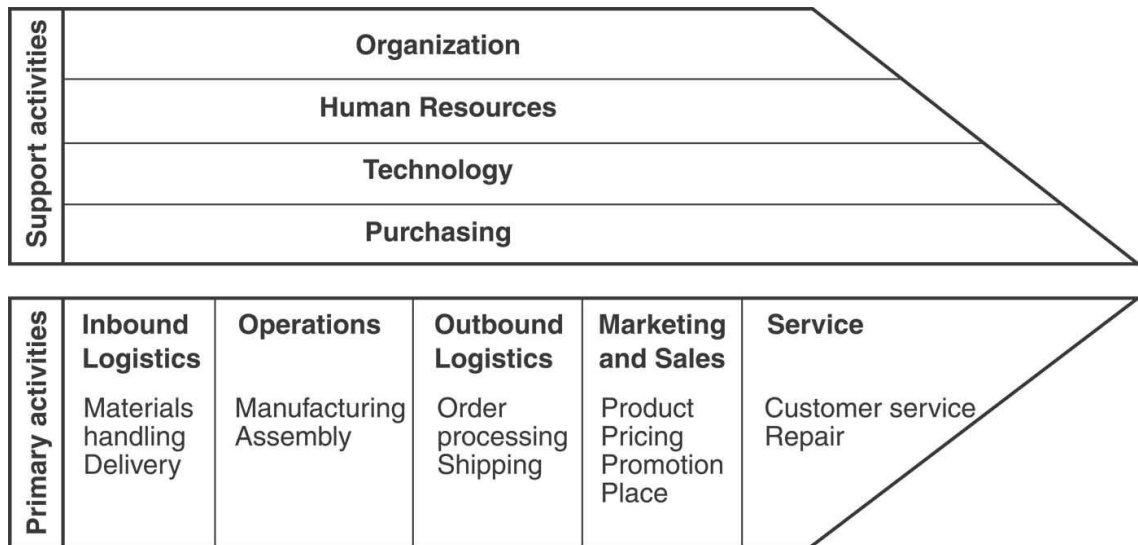 Support activities
Organization
Human Resources
Technology
Purchasing
Primary activities
Inbound
Logistics
Materials
handling
Delivery
Operations
Manufacturing
Assembly
Outbound
Logistics
Order
processing
Shipping
Marketing
and Sales
Product
Pricing
Promotion
Place
Service
Customer service
Repair